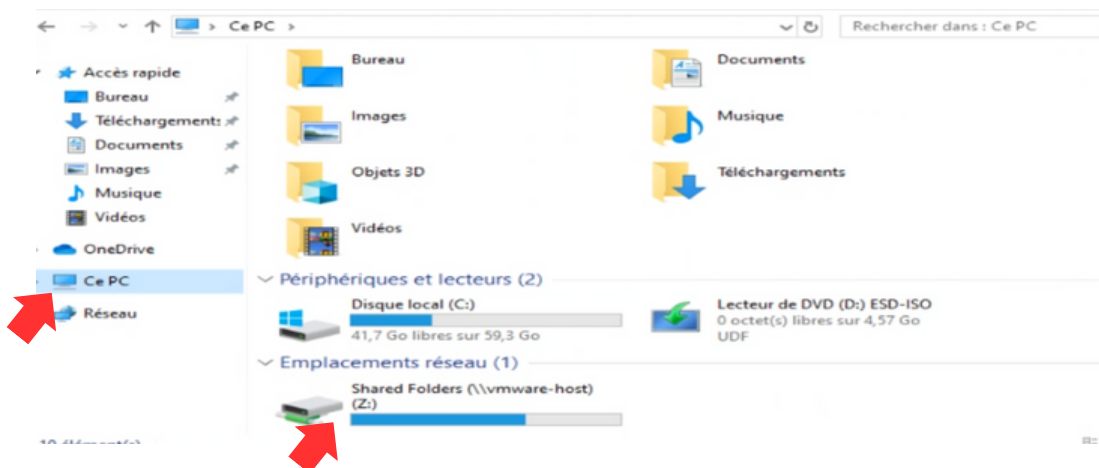 Ce PC
Rechercher dans : Ce PC
Accès rapide
Bureau
Téléchargements
Documents
Images
Musique
Vidéos
OneDrive
Ce PC
Réseau
Bureau
Documents
Images
Musique
Objets 3D
Téléchargements
Vidéos
Périphériques et lecteurs (2)
Disque local (C:)
41,7 Go libres sur 59,3 Go
Lecteur de DVD (D:) ESD-ISO
0 octet(s) libres sur 4,57 Go
UDF
Emplacements réseau (1)
Shared Folders (\\vmware-host)
(Z:)